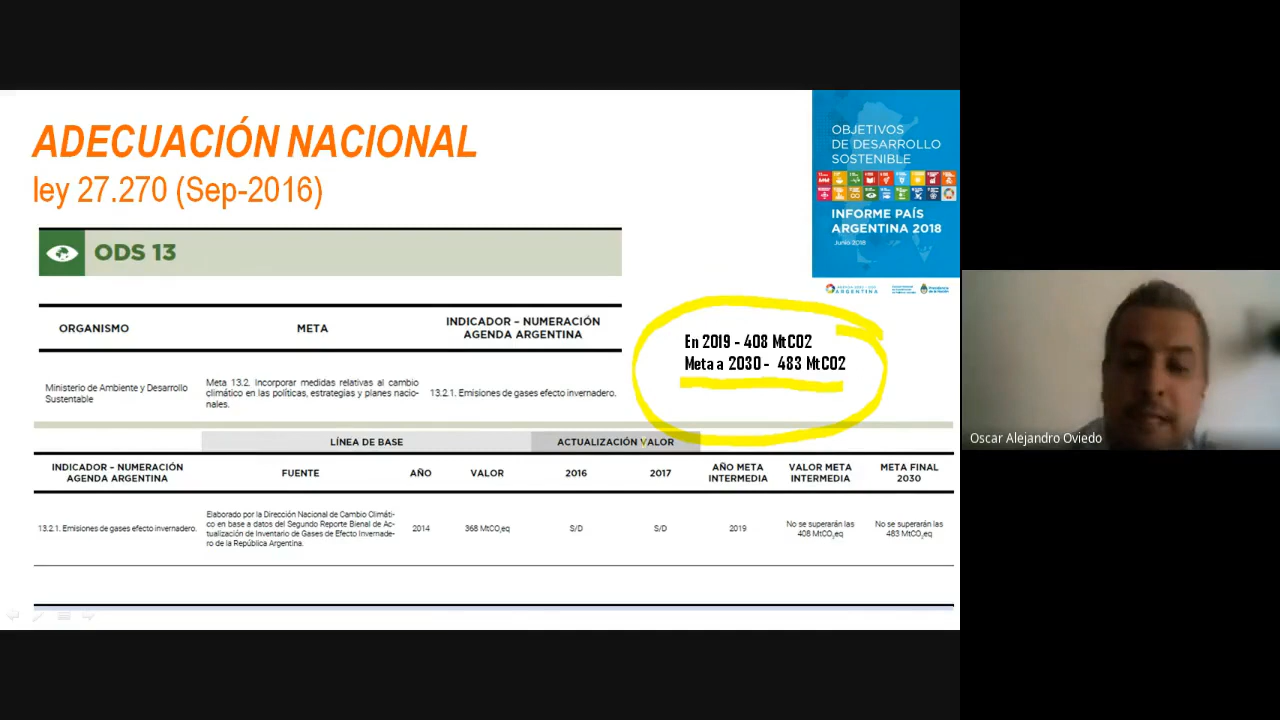 ADECUACIÓN NACIONAL
ley 27.270 (Sep-2016)
OBJETIVOS
DE DESARROLLO
SOSTENIBLE
INFORME PAÍS
ARGENTINA 2018
Junio 2018
ARGENTINA
ODS 13
ORGANISMO
META
INDICADOR – NUMERACIÓN
AGENDA ARGENTINA
Ministerio de Ambiente y Desarrollo
Sustentable
Meta 13.2. Incorporar medidas relativas al cambio
climático en las políticas, estrategias y planes nacio-
nales.
13.2.1. Emisiones de gases efecto invernadero.
En 2019 - 408 MtCO2
Meta a 2030 - 483 MtCO2
LÍNEA DE BASE
ACTUALIZACIÓN VALOR
INDICADOR – NUMERACIÓN
AGENDA ARGENTINA
FUENTE
AÑO
VALOR
2016
2017
AÑO META
INTERMEDIA
VALOR META
INTERMEDIA
META FINAL
2030
13.2.1. Emisiones de gases efecto invernadero.
Elaborado por la Dirección Nacional de Cambio Climáti-
co en base a datos del Segundo Reporte Bienal de Ac-
tualización de Inventario de Gases de Efecto Invernade-
ro de la República Argentina.
2014
368 MtCO₂eq
S/D
S/D
2019
No se superarán las
408 MtCO₂eq
No se superarán las
483 MtCO₂eq
Oscar Alejandro Oviedo